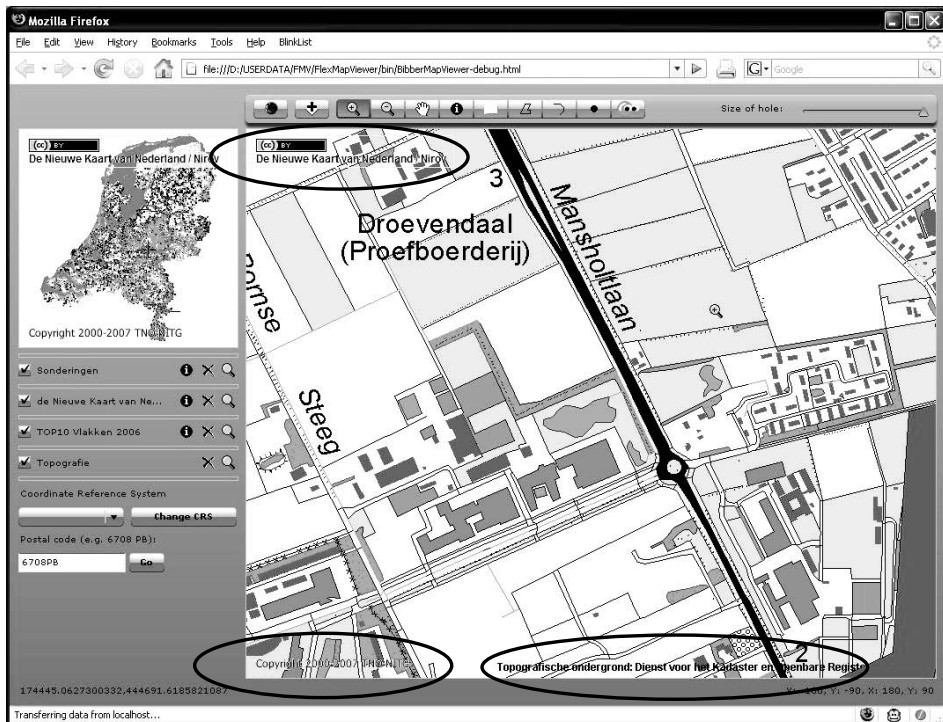 Mozilla Firefox
File Edit View History Bookmarks Tools Help BlinkList
file:///D:/USERDATA/FMV/FlexMapViewer/bin/BibberMapViewer-debug.html
G Google
Size of hole:
(cc) BY
De Nieuwe Kaart van Nederland / Nirov
Copyright 2000-2007 TNO-NITG
Sonderingen
de Nieuwe Kaart van Ne...
TOP10 Vlakken 2006
Topografie
Coordinate Reference System
Change CRS
Postal code (e.g. 6708 PB):
6708PB Go
(cc) BY
De Nieuwe Kaart van Nederland / Nirov
3
Droevendaal
(Proefboerderij)
Mansholtlaan
Bornse
Steeg
2
Copyright 2000-2007 TNO-NITG
Topografische ondergrond: Dienst voor het Kadaster en Openbare Registe
174445.0627300332,444691.6185821087
X: -180, Y: -90, X: 180, Y: 90
Transferring data from localhost...